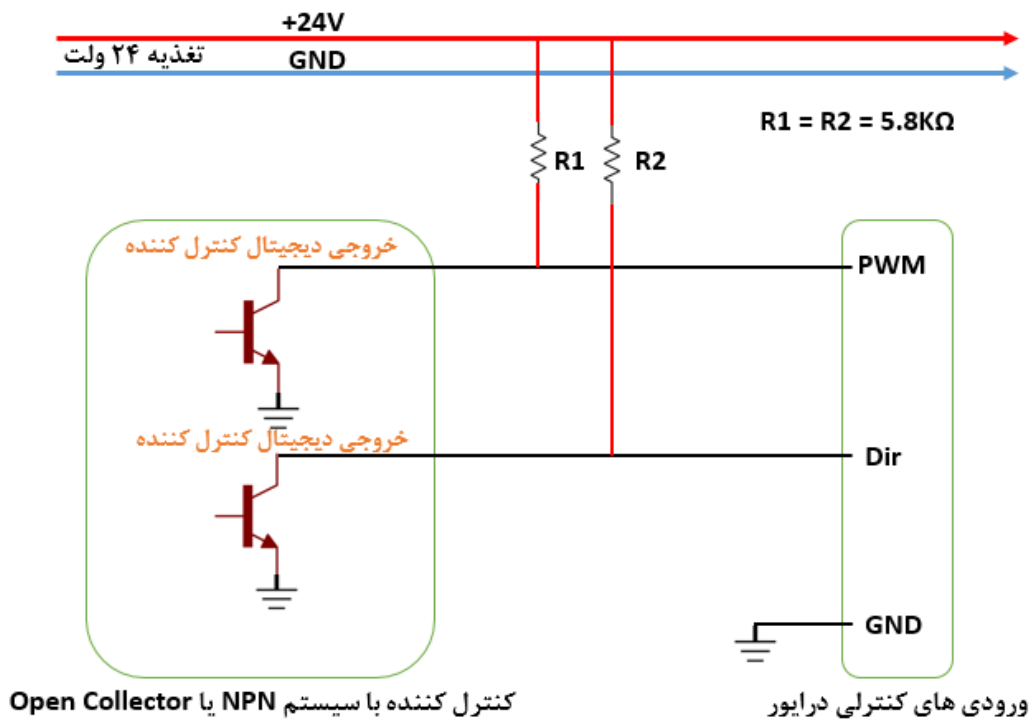 +24V
تغذیه ۲۴ ولت
GND
R1 = R2 = 5.8KΩ
R1
R2
خروجی دیجیتال کنترل کننده
PWM
خروجی دیجیتال کنترل کننده
Dir
GND
کنترل کننده با سیستم NPN یا Open Collector
ورودی های کنترلی درایور